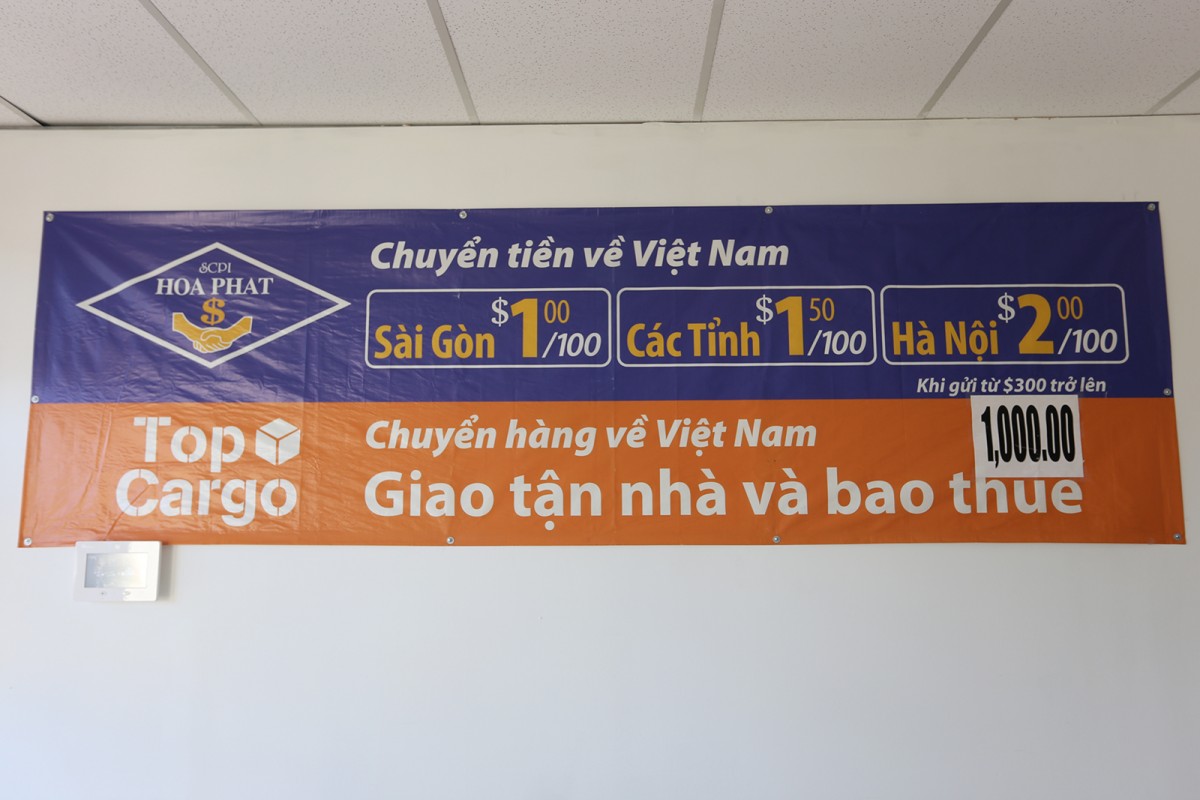 SCPI
HOA PHAT
$
Chuyển tiền về Việt Nam
Sài Gòn $1 00 /100
Các Tỉnh $1 50 /100
Hà Nội $2 00 /100
Khi gửi từ $300 trở lên
1,000.00
Top
Cargo
Chuyển hàng về Việt Nam
Giao tận nhà và bao thuế